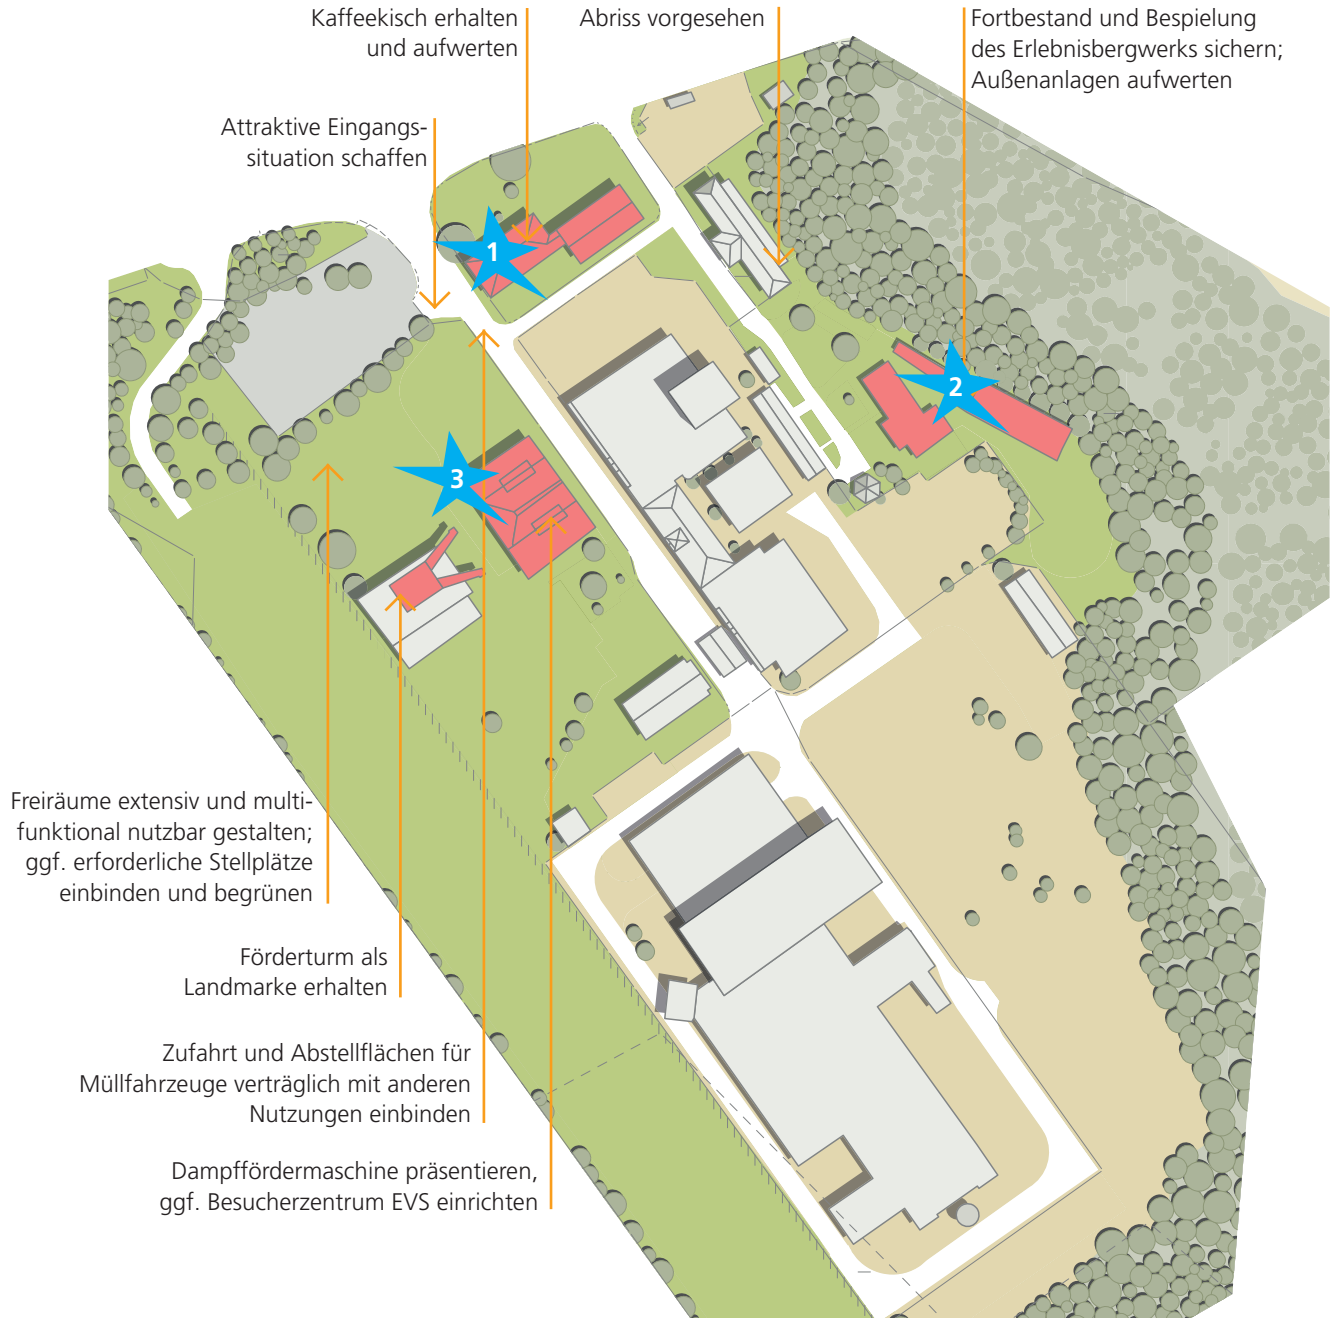 Kaffeekisch erhalten
und aufwerten
Abriss vorgesehen
Fortbestand und Bespielung
des Erlebnisbergwerks sichern;
Außenanlagen aufwerten
Attraktive Eingangs-
situation schaffen
1
2
3
Freiräume extensiv und multi-
funktional nutzbar gestalten;
ggf. erforderliche Stellplätze
einbinden und begrünen
Förderturm als
Landmarke erhalten
Zufahrt und Abstellflächen für
Müllfahrzeuge verträglich mit anderen
Nutzungen einbinden
Dampffördermaschine präsentieren,
ggf. Besucherzentrum EVS einrichten